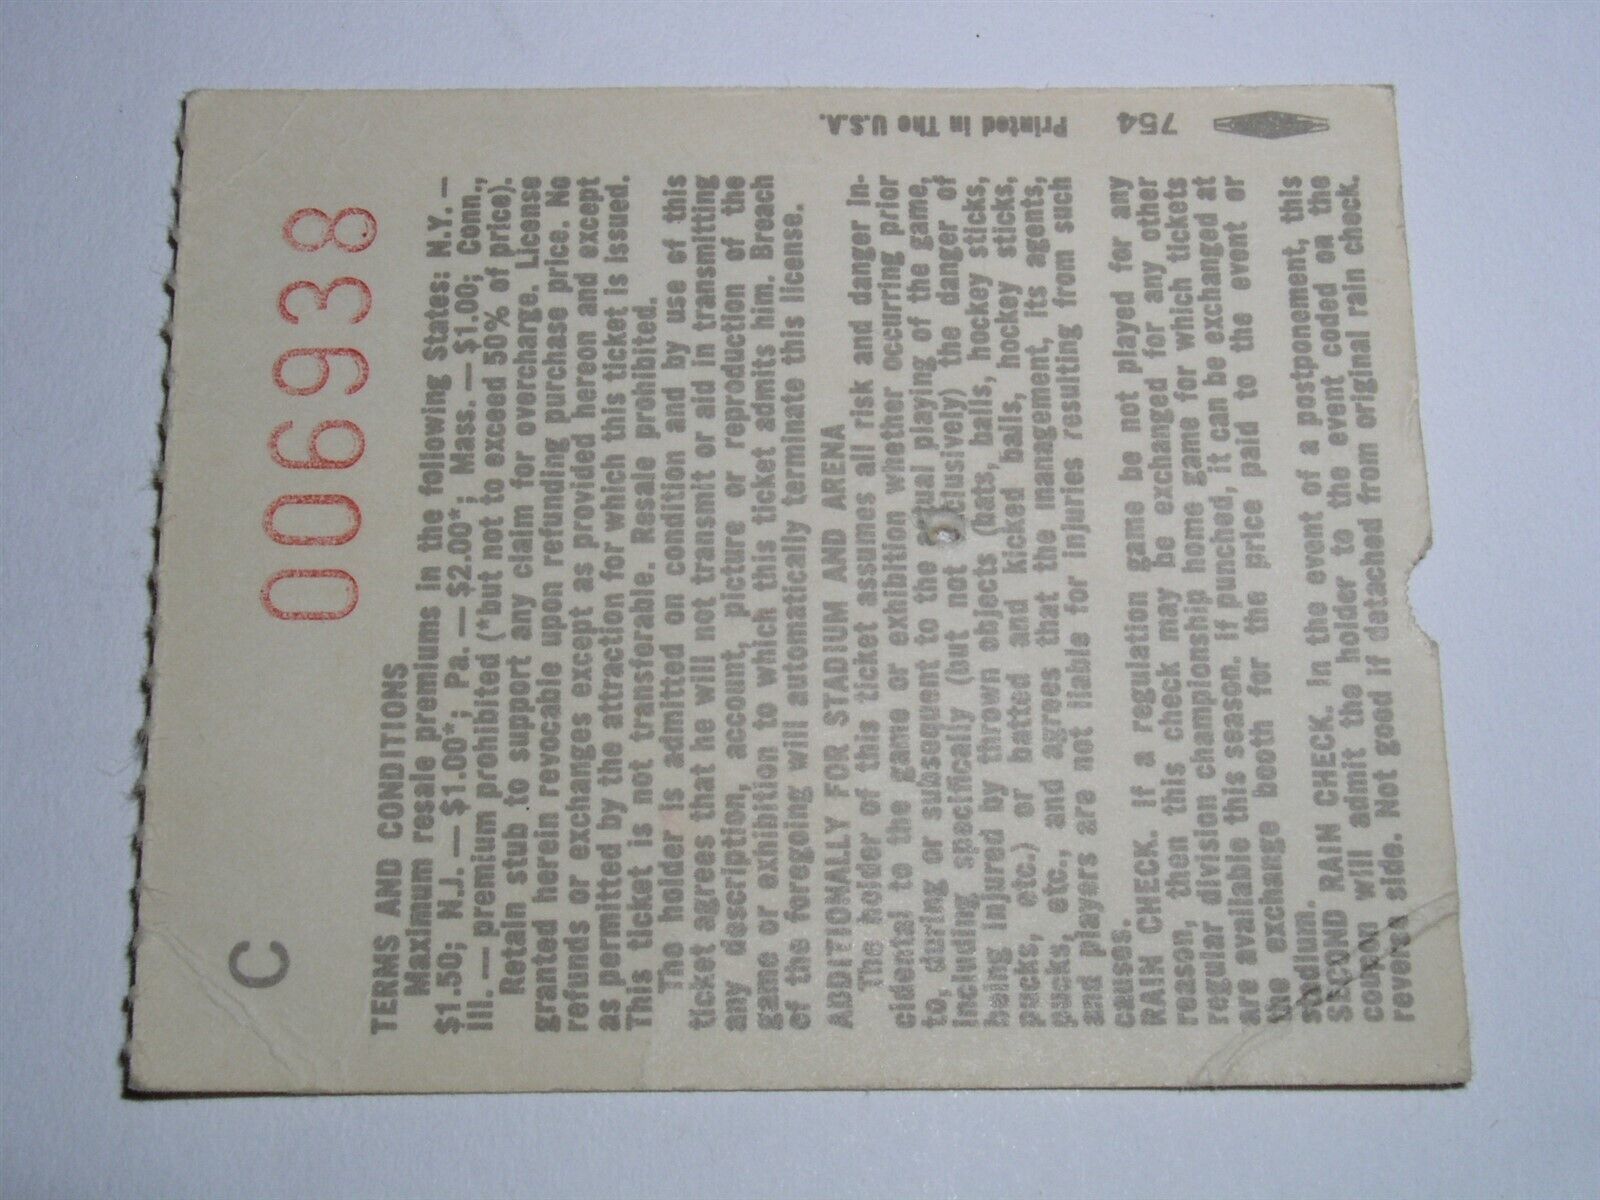 C
006938
TERMS AND CONDITIONS
Maximum resale premiums in the following States: N.Y. —
$1.50; N.J. — $1.00*; Pa. — $2.00*; Mass. — $1.00; Conn.,
Ill. — premium prohibited (*but not to exceed 50% of price).
Retain stub to support any claim for overcharge. License
granted herein revocable upon refunding purchase price. No
refunds or exchanges except as provided hereon and except
as permitted by the attraction for which this ticket is issued.
This ticket is not transferable. Resale prohibited.
The holder is admitted on condition and by use of this
ticket agrees that he will not transmit or aid in transmitting
any description, account, picture or reproduction of the
game or exhibition to which this ticket admits him. Breach
of the foregoing will automatically terminate this license.
ADDITIONALLY FOR STADIUM AND ARENA
The holder of this ticket assumes all risk and danger in-
cidental to the game or exhibition whether occurring prior
to, during or subsequent to the actual playing of the game,
including specifically (but not exclusively) the danger of
being injured by thrown objects (bats, balls, hockey sticks,
pucks, etc.) or batted and kicked balls, hockey sticks,
pucks, etc., and agrees that the management, its agents,
and players are not liable for injuries resulting from such
causes.
RAIN CHECK. If a regulation game be not played for any
reason, then this check may be exchanged for any other
regular division championship home game for which tickets
are available this season. If punched, it can be exchanged at
the exchange booth for the price paid to the event or
stadium.
SECOND RAIN CHECK. In the event of a postponement, this
coupon will admit the holder to the event coded on the
reverse side. Not good if detached from original rain check.
Printed in The U.S.A. 754